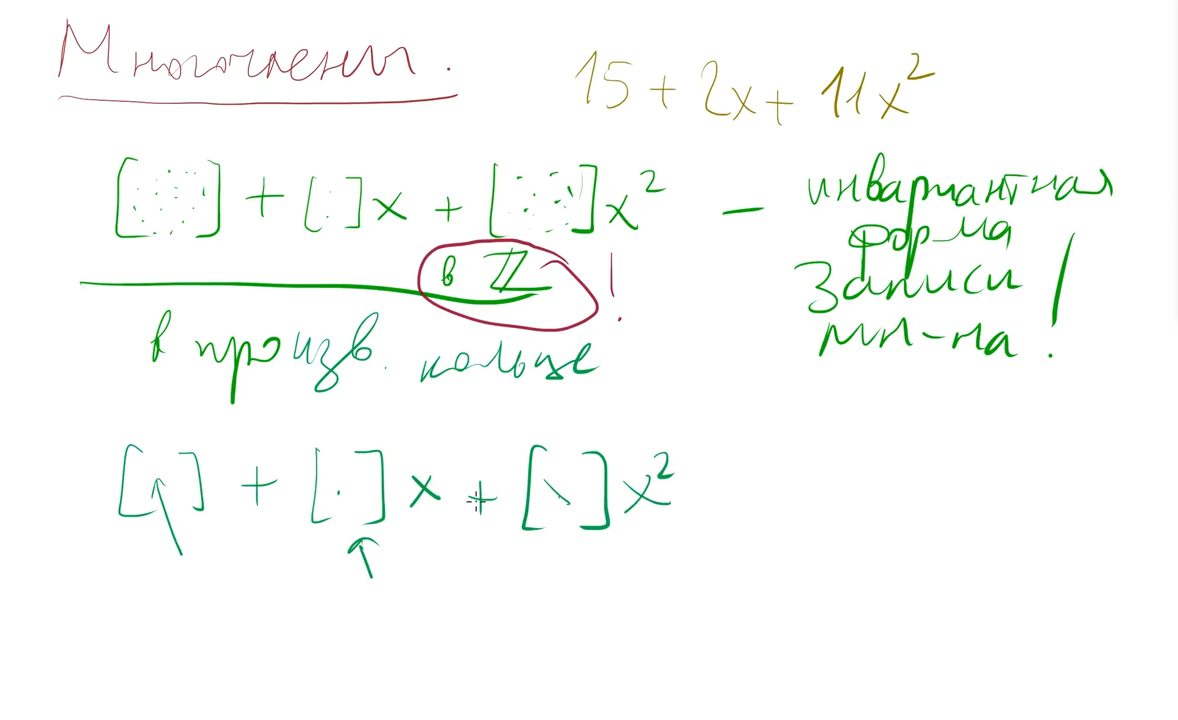 Многочлены.
15 + 2x + 11x²
[∴] + [:]x + [∴]x² — инвариантная
форма
записи
мн-на!
в ℤ !
в произв. кольце
[ ] + [.]x + [ ]x²